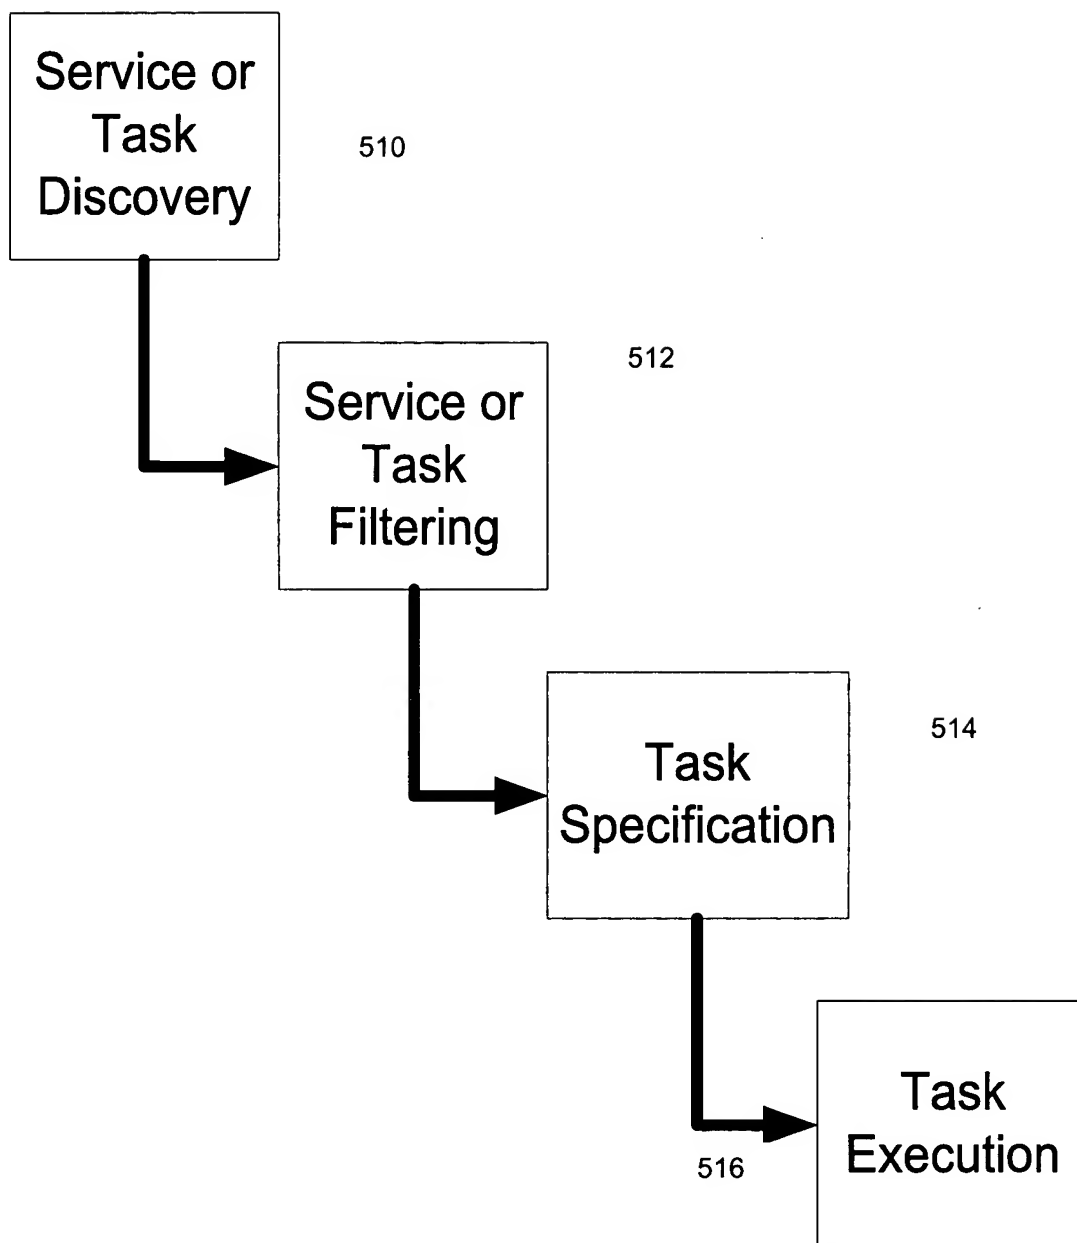 Service or
Task
Discovery
510
512
Service or
Task
Filtering
514
Task
Specification
Task
Execution
516